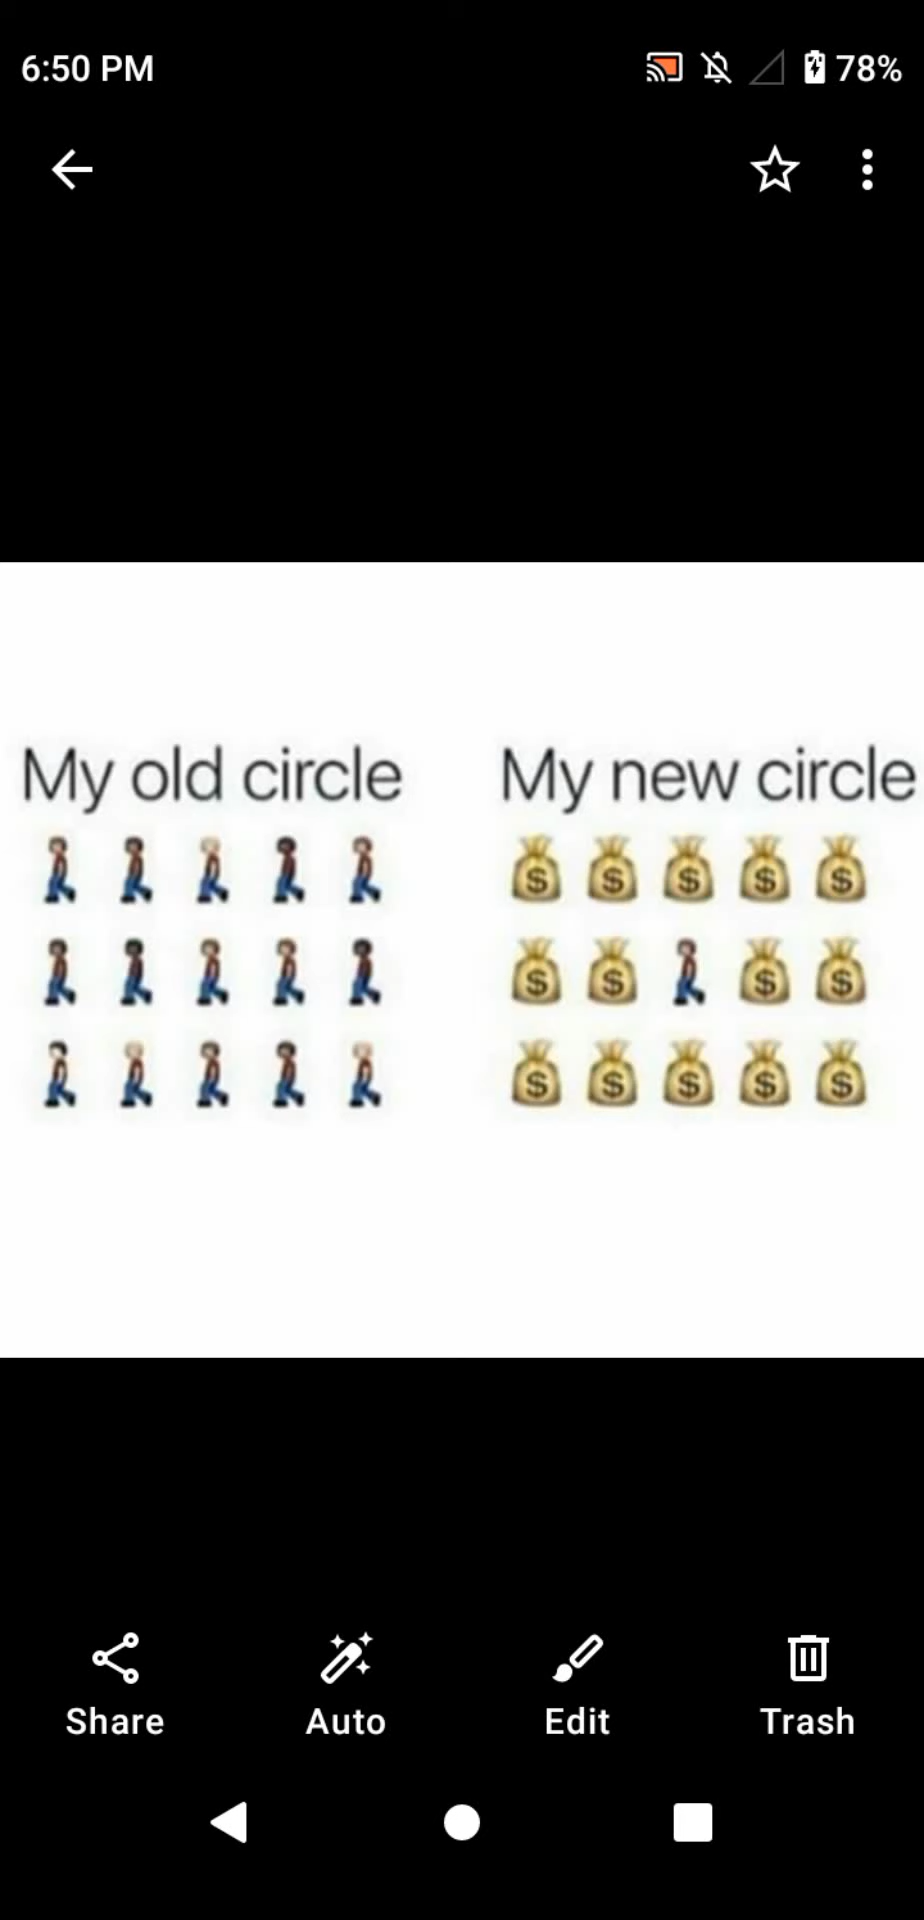 6:50 PM 78%
My old circle
My new circle
$ $ $ $ $
$ $ $ $
$ $ $ $ $
Share Auto Edit Trash